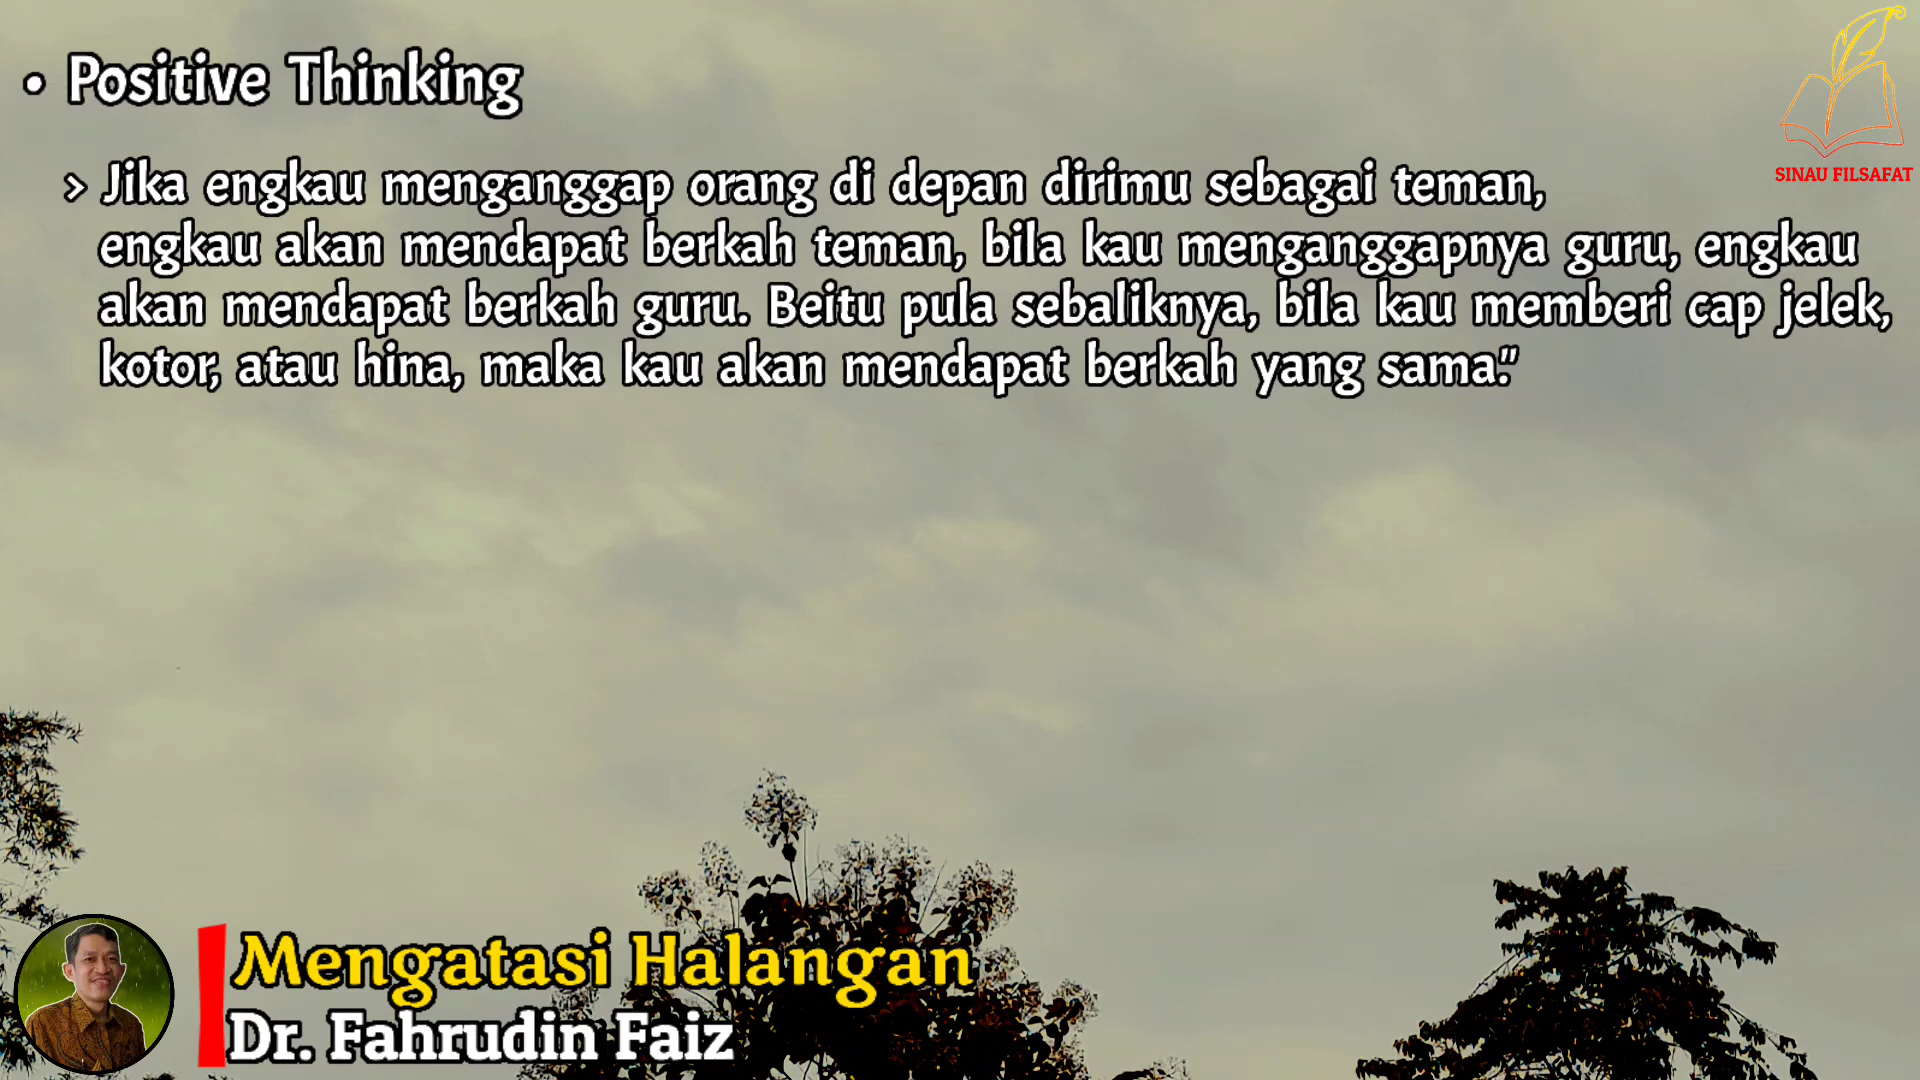 • Positive Thinking
SINAU FILSAFAT
> Jika engkau menganggap orang di depan dirimu sebagai teman,
engkau akan mendapat berkah teman, bila kau menganggapnya guru, engkau
akan mendapat berkah guru. Beitu pula sebaliknya, bila kau memberi cap jelek,
kotor, atau hina, maka kau akan mendapat berkah yang sama."
Mengatasi Halangan
Dr. Fahrudin Faiz